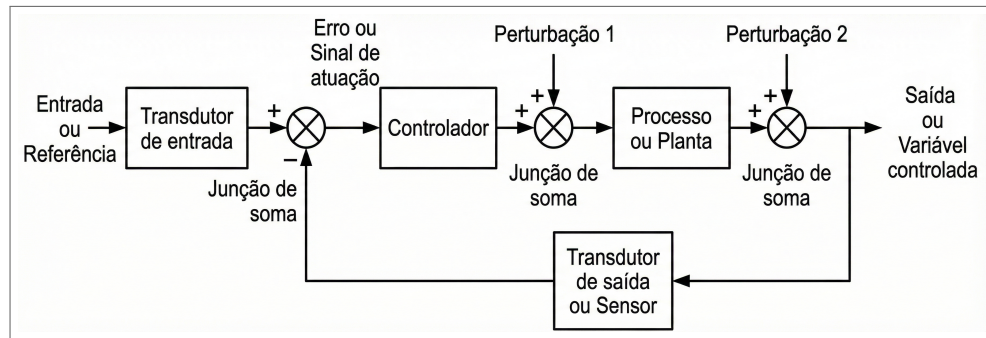 Erro ou
Sinal de
atuação
Perturbação 1
Perturbação 2
Entrada
ou
Referência
Transdutor
de entrada
+
−
Junção de
soma
Controlador
+
+
Junção de
soma
Processo
ou Planta
+
+
Junção de
soma
Saída
ou
Variável
controlada
Transdutor
de saída
ou Sensor